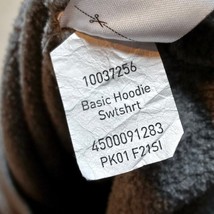 10037256
Basic Hoodie
Swtshrt
4500091283
PK01 F21SI